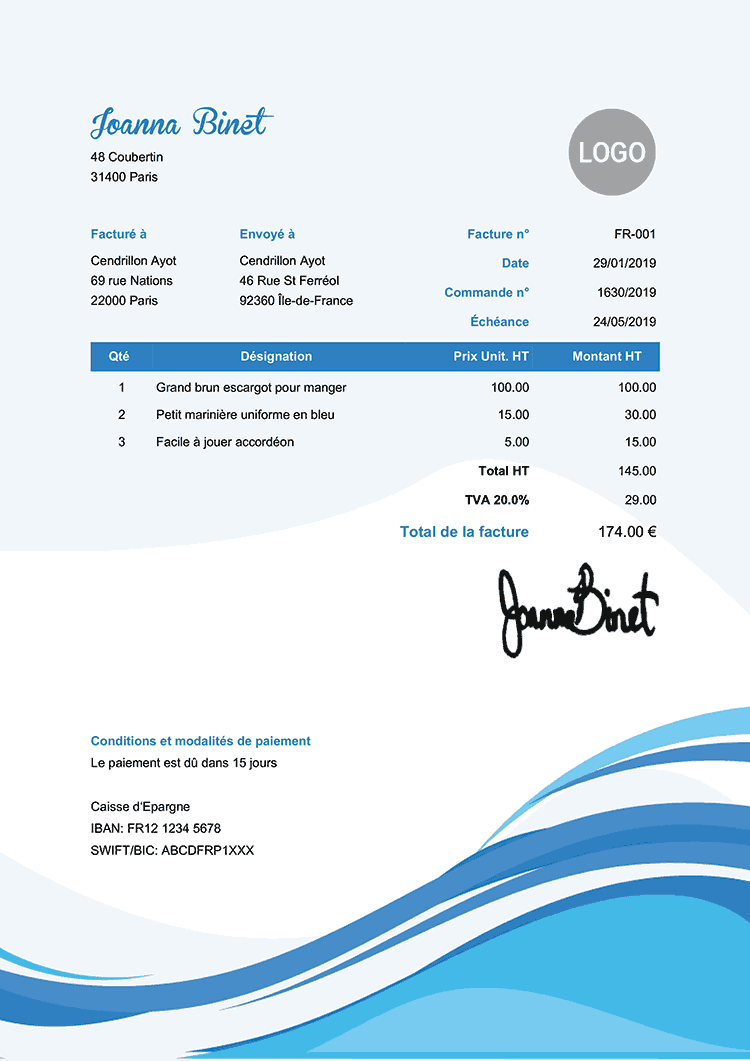 Joanna Binet
48 Coubertin
31400 Paris
LOGO
Facturé à
Cendrillon Ayot
69 rue Nations
22000 Paris
Envoyé à
Cendrillon Ayot
46 Rue St Ferréol
92360 Île-de-France
Facture n° FR-001
Date 29/01/2019
Commande n° 1630/2019
Échéance 24/05/2019
Qté Désignation Prix Unit. HT Montant HT
1 Grand brun escargot pour manger 100.00 100.00
2 Petit marinière uniforme en bleu 15.00 30.00
3 Facile à jouer accordéon 5.00 15.00
Total HT 145.00
TVA 20.0% 29.00
Total de la facture 174.00 €
Joanna Binet
Conditions et modalités de paiement
Le paiement est dû dans 15 jours
Caisse d'Epargne
IBAN: FR12 1234 5678
SWIFT/BIC: ABCDFRP1XXX